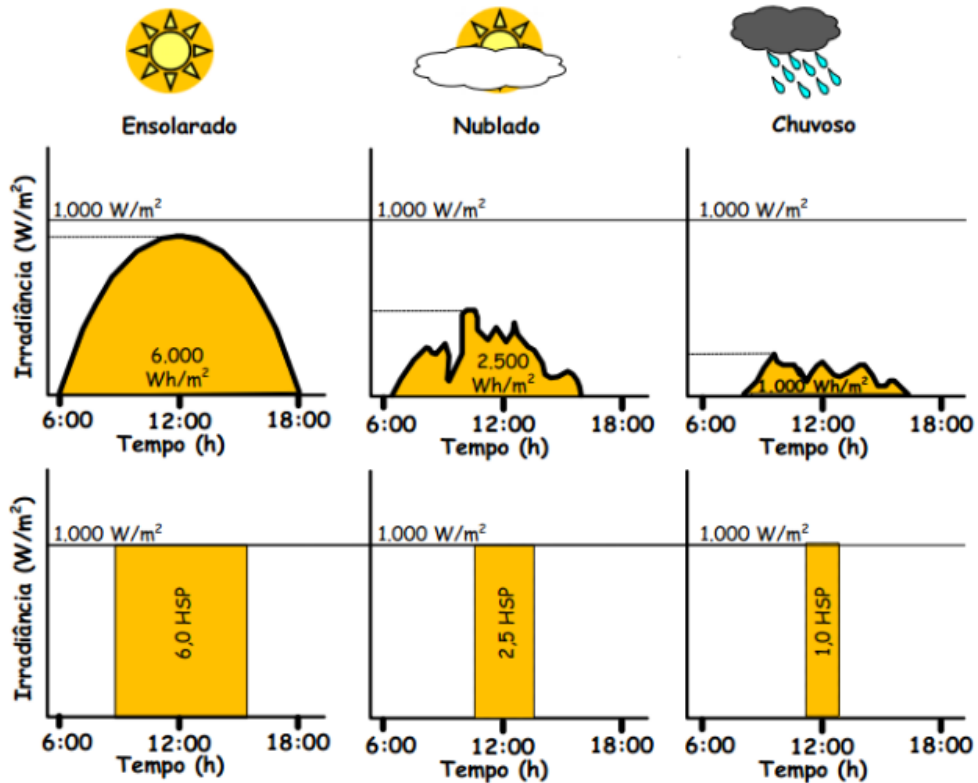 Ensolarado
Nublado
Chuvoso
Irradiância (W/m²)
1.000 W/m²
6.000
Wh/m²
6:00 12:00 18:00
Tempo (h)
1.000 W/m²
2.500
Wh/m²
6:00 12:00 18:00
Tempo (h)
1.000 W/m²
1.000 Wh/m²
6:00 12:00 18:00
Tempo (h)
Irradiância (W/m²)
1.000 W/m²
6,0 HSP
6:00 12:00 18:00
Tempo (h)
1.000 W/m²
2,5 HSP
6:00 12:00 18:00
Tempo (h)
1.000 W/m²
1,0 HSP
6:00 12:00 18:00
Tempo (h)